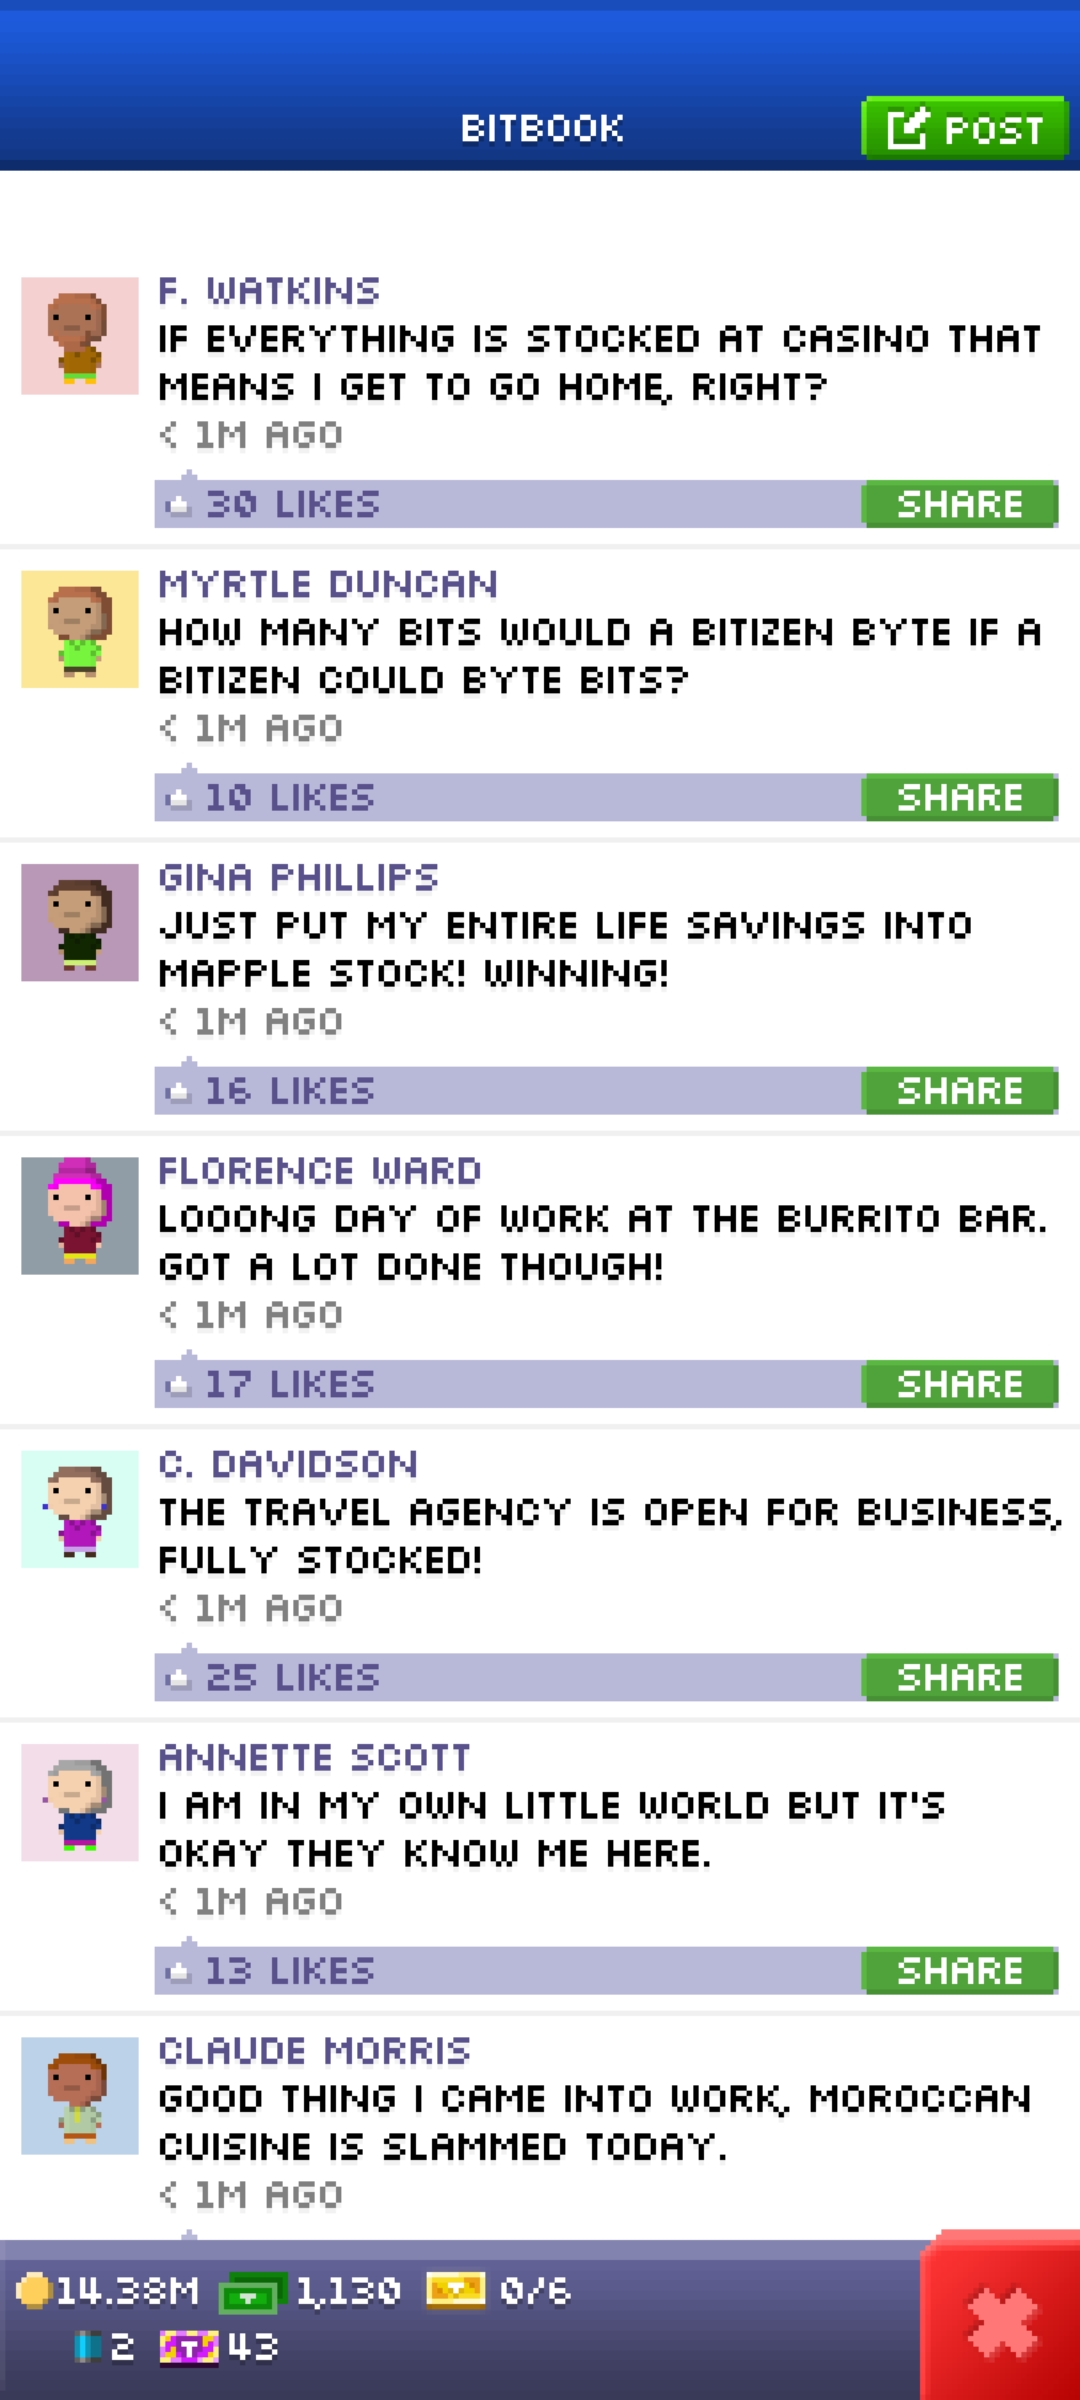 BITBOOK
POST
F. WATKINS
IF EVERYTHING IS STOCKED AT CASINO THAT
MEANS I GET TO GO HOME, RIGHT?
< 1M AGO
30 LIKES
SHARE
MYRTLE DUNCAN
HOW MANY BITS WOULD A BITIZEN BYTE IF A
BITIZEN COULD BYTE BITS?
< 1M AGO
10 LIKES
SHARE
GINA PHILLIPS
JUST PUT MY ENTIRE LIFE SAVINGS INTO
MAPPLE STOCK! WINNING!
< 1M AGO
16 LIKES
SHARE
FLORENCE WARD
LOOONG DAY OF WORK AT THE BURRITO BAR.
GOT A LOT DONE THOUGH!
< 1M AGO
17 LIKES
SHARE
C. DAVIDSON
THE TRAVEL AGENCY IS OPEN FOR BUSINESS,
FULLY STOCKED!
< 1M AGO
25 LIKES
SHARE
ANNETTE SCOTT
I AM IN MY OWN LITTLE WORLD BUT IT'S
OKAY THEY KNOW ME HERE.
< 1M AGO
13 LIKES
SHARE
CLAUDE MORRIS
GOOD THING I CAME INTO WORK, MOROCCAN
CUISINE IS SLAMMED TODAY.
< 1M AGO
14.38M 1,130 0/6
2 T 43